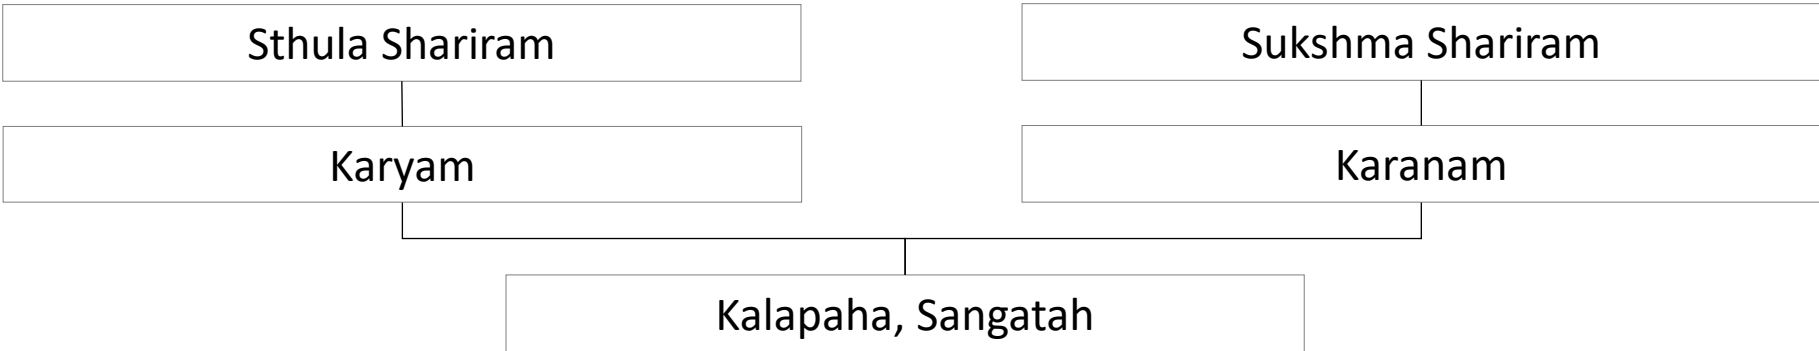 Sthula Shariram
Sukshma Shariram
Karyam
Karanam
Kalapaha, Sangatah